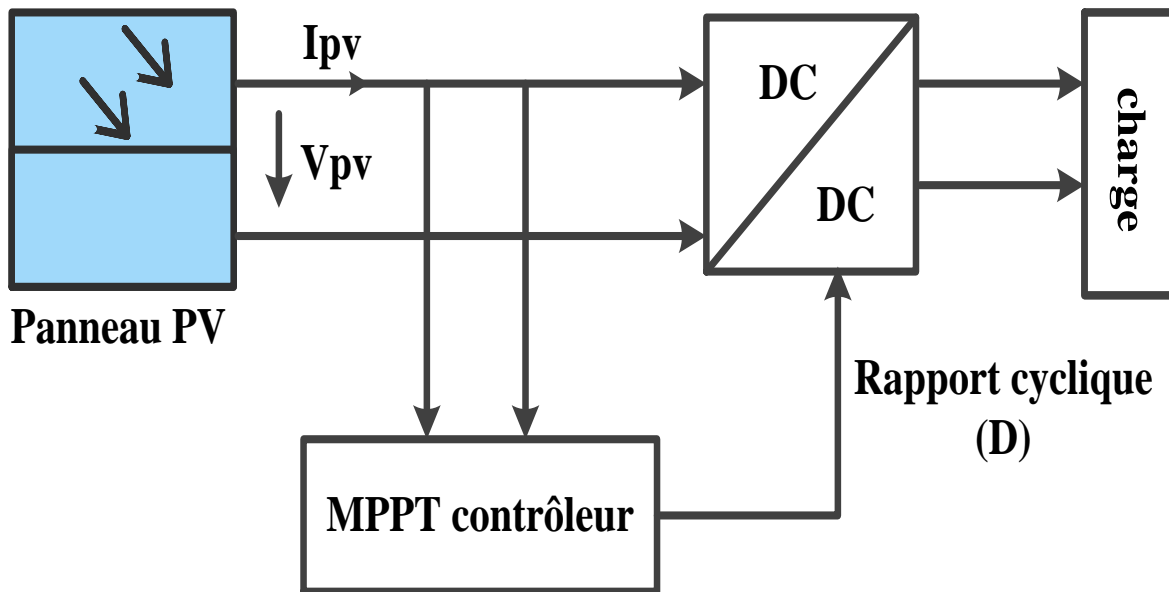 Ipv
Vpv
Panneau PV
DC
DC
charge
Rapport cyclique
(D)
MPPT contrôleur